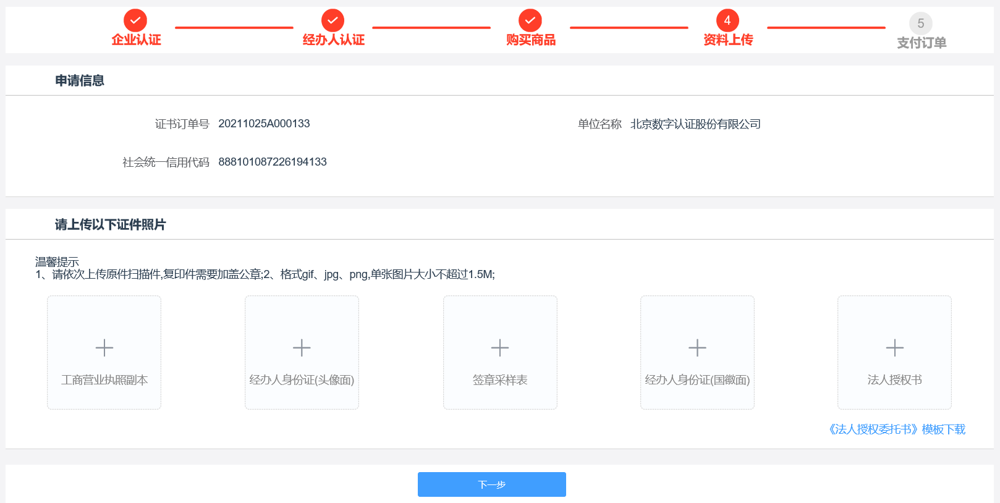 企业认证
经办人认证
购买商品
4
资料上传
5
支付订单
申请信息
证书订单号 20211025A000133
单位名称 北京数字认证股份有限公司
社会统一信用代码 888101087226194133
请上传以下证件照片
温馨提示
1、请依次上传原件扫描件,复印件需要加盖公章;2、格式gif、jpg、png,单张图片大小不超过1.5M;
工商营业执照副本
经办人身份证(头像面)
签章采样表
经办人身份证(国徽面)
法人授权书
《法人授权委托书》模板下载
下一步